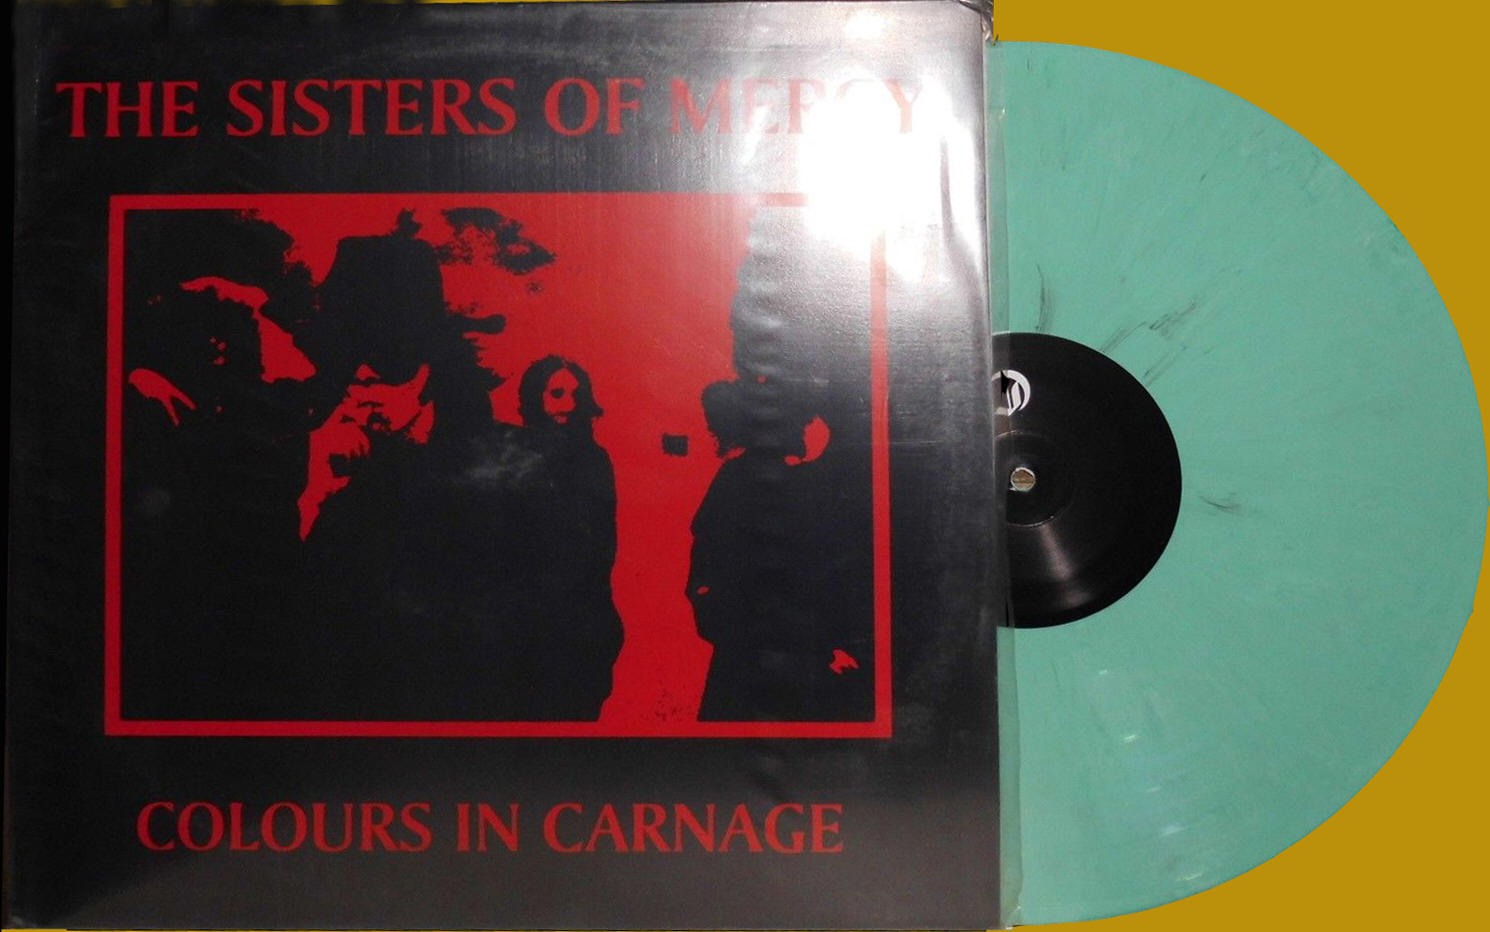 THE SISTERS OF MERCY
COLOURS IN CARNAGE